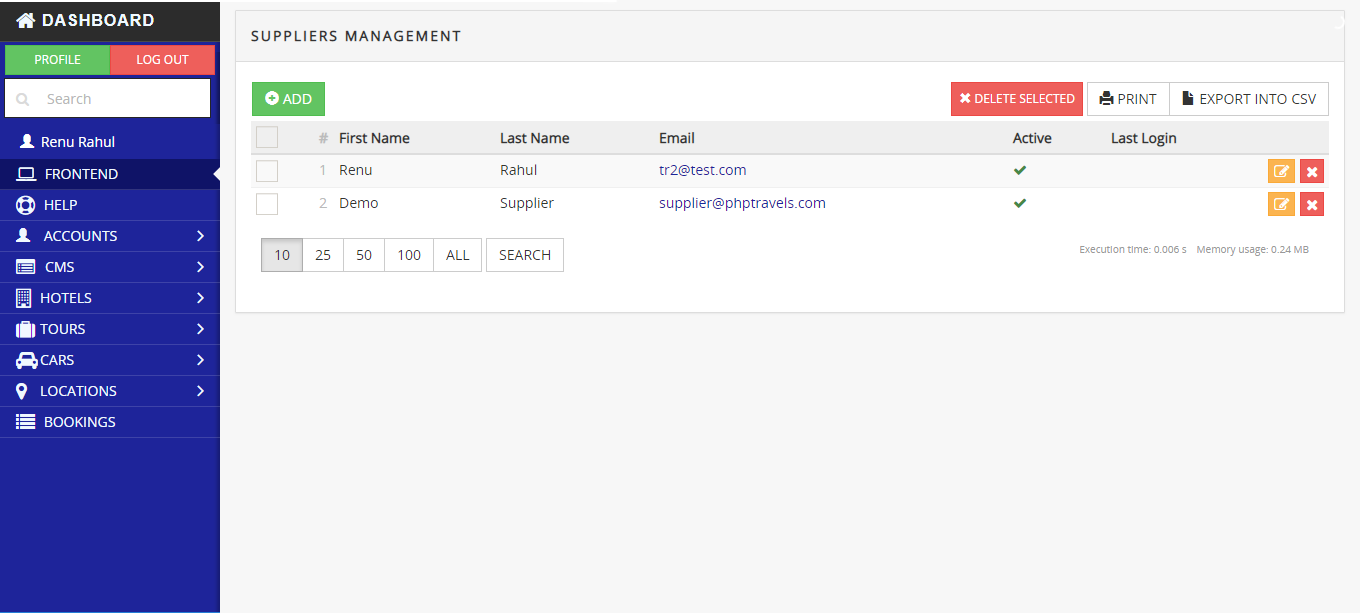 DASHBOARD
PROFILE LOG OUT
Search
Renu Rahul
FRONTEND
HELP
ACCOUNTS
CMS
HOTELS
TOURS
CARS
LOCATIONS
BOOKINGS
SUPPLIERS MANAGEMENT
ADD DELETE SELECTED PRINT EXPORT INTO CSV
# First Name Last Name Email Active Last Login
1 Renu Rahul tr2@test.com
2 Demo Supplier supplier@phptravels.com
10 25 50 100 ALL SEARCH
Execution time: 0.006 s Memory usage: 0.24 MB